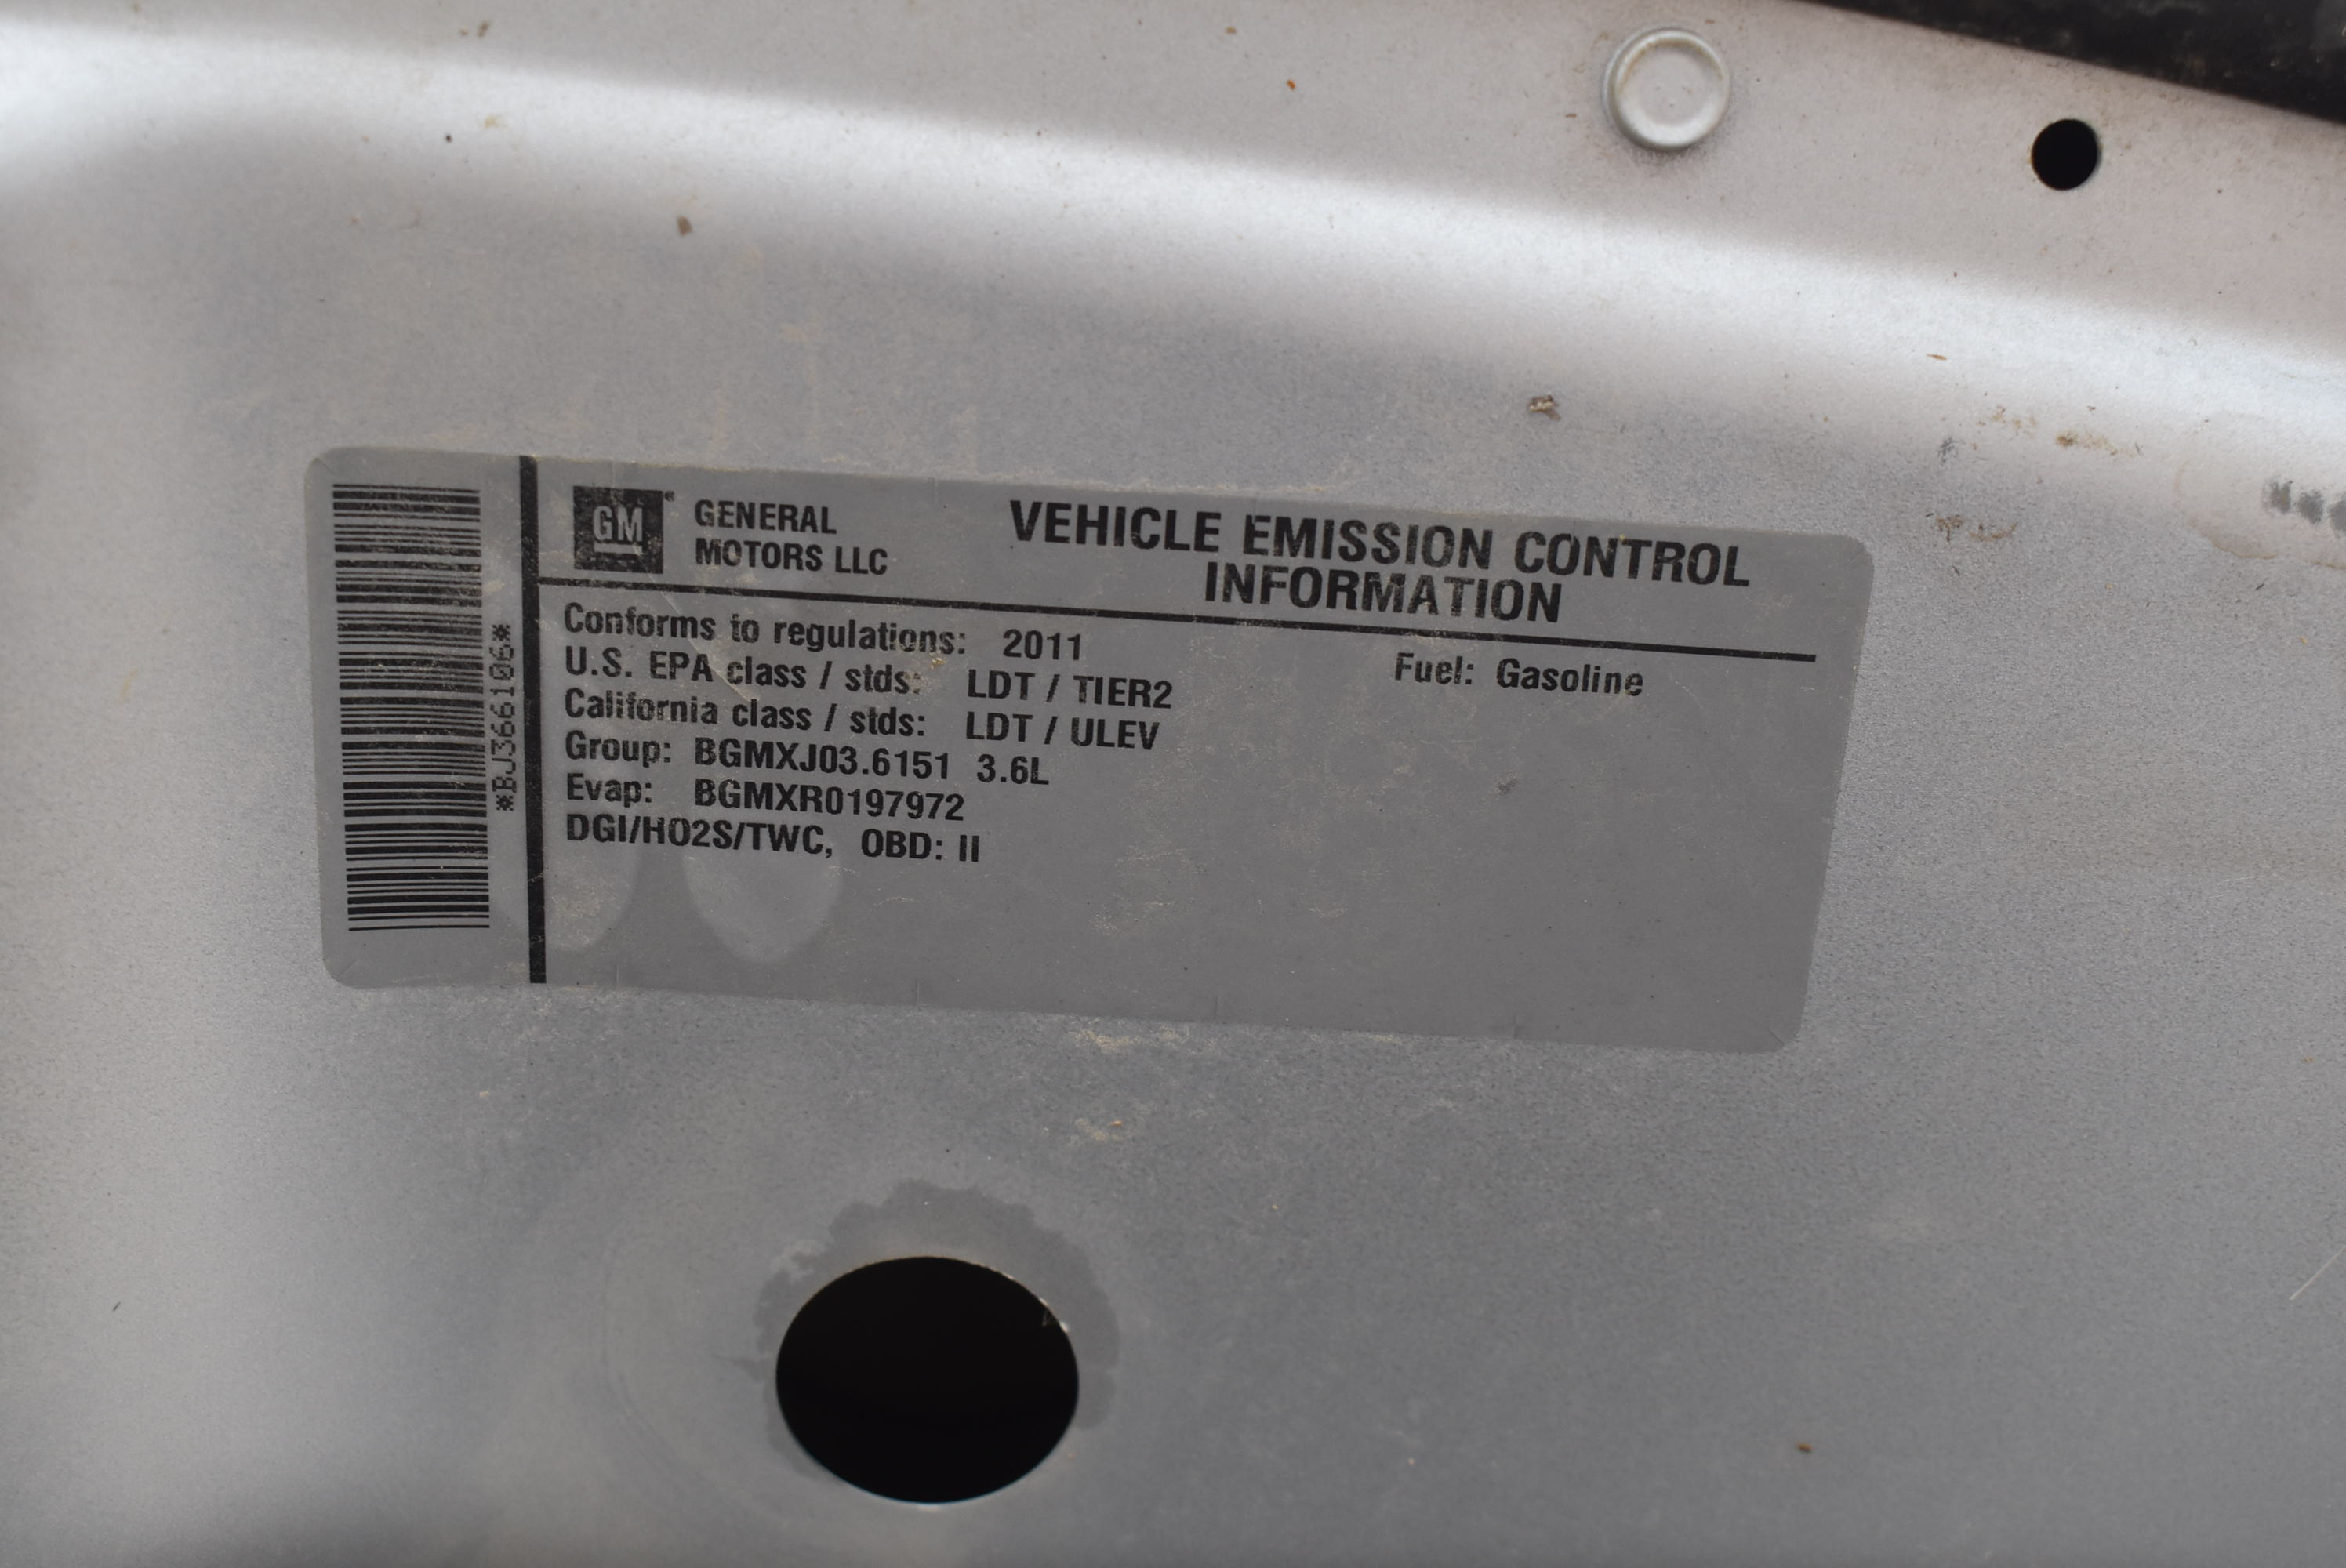 *BJ366106*
GM
GENERAL
MOTORS LLC
VEHICLE EMISSION CONTROL
INFORMATION
Conforms to regulations: 2011
Fuel: Gasoline
U.S. EPA class / stds: LDT / TIER2
California class / stds: LDT / ULEV
Group: BGMXJ03.6151 3.6L
Evap: BGMXR0197972
DGI/HO2S/TWC, OBD: II